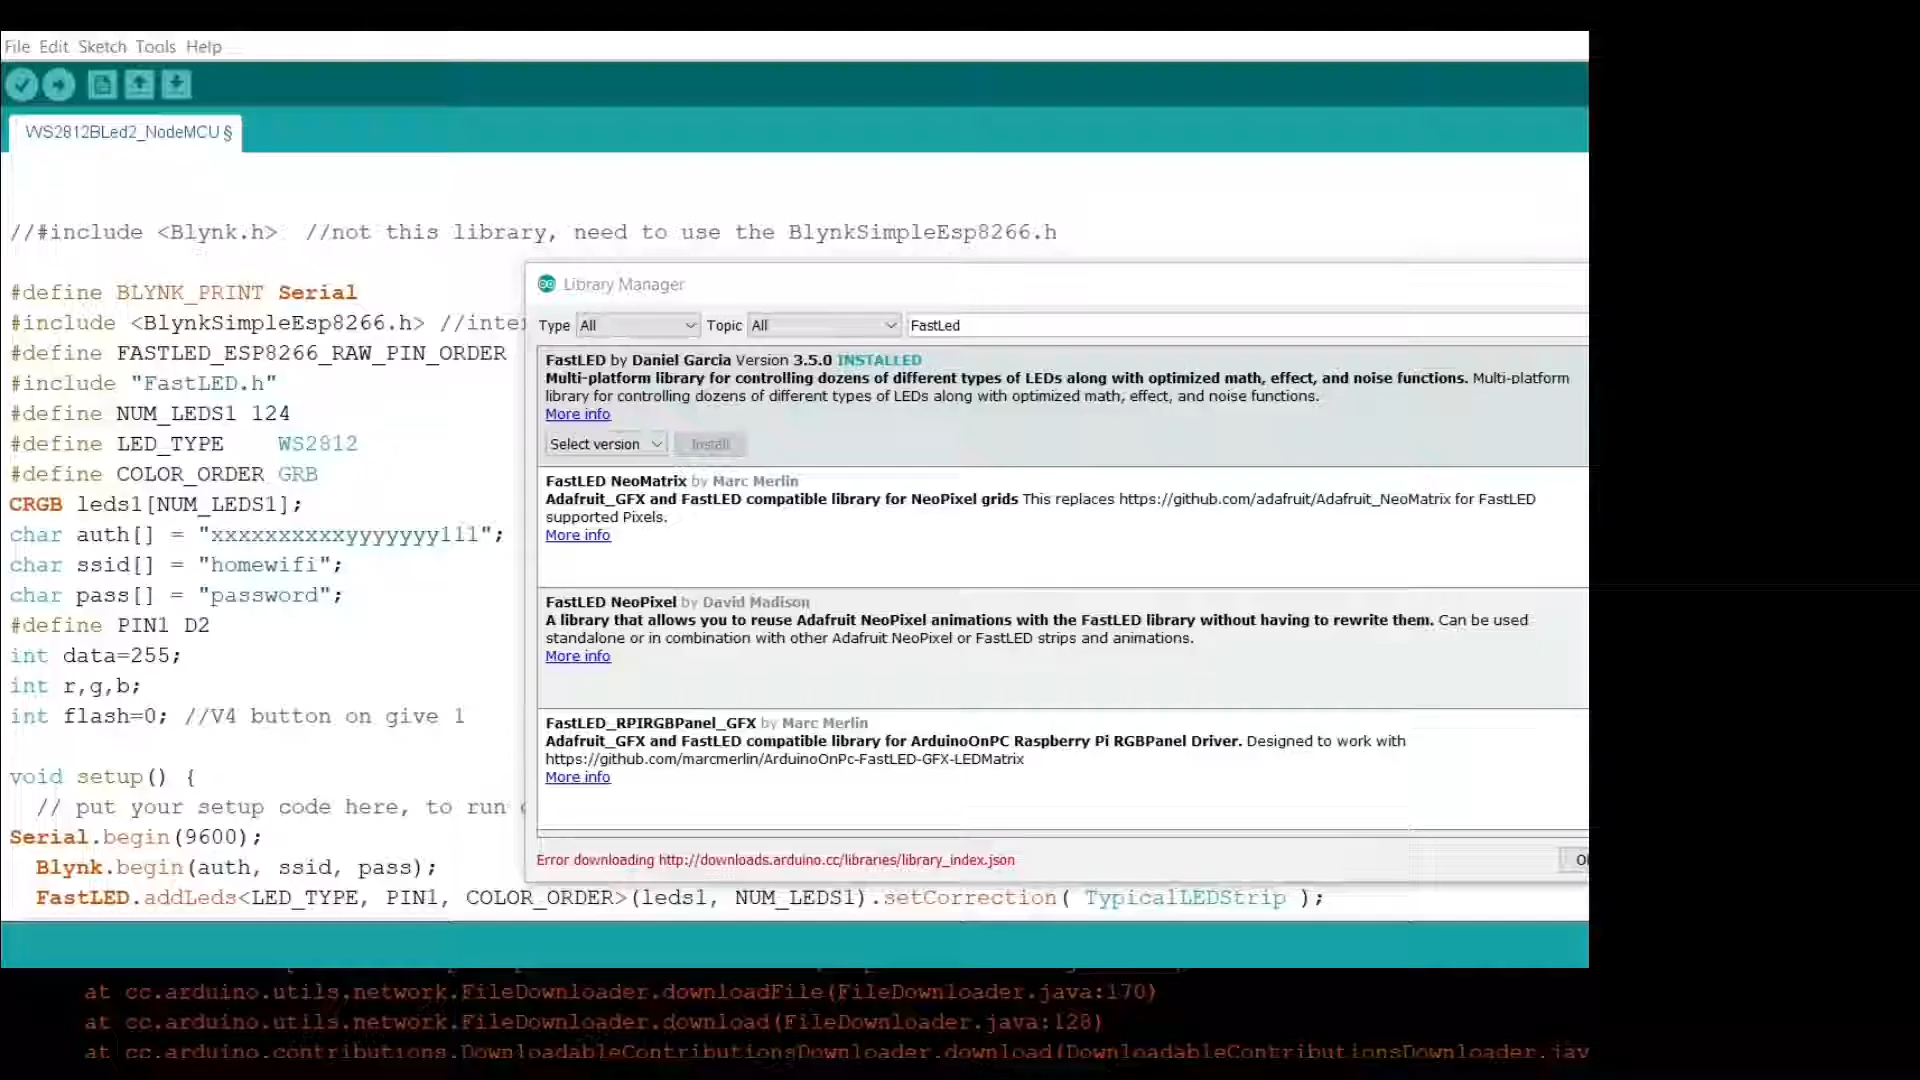 File Edit Sketch Tools Help
WS2812BLed2_NodeMCU §
//#include <Blynk.h>  //not this library, need to use the BlynkSimpleEsp8266.h
#define BLYNK_PRINT Serial
#include <BlynkSimpleEsp8266.h> //inter
#define FASTLED_ESP8266_RAW_PIN_ORDER
#include "FastLED.h"
#define NUM_LEDS1 124
#define LED_TYPE    WS2812
#define COLOR_ORDER GRB
CRGB leds1[NUM_LEDS1];
char auth[] = "xxxxxxxxxxyyyyyyy111";
char ssid[] = "homewifi";
char pass[] = "password";
#define PIN1 D2
int data=255;
int r,g,b;
int flash=0; //V4 button on give 1
void setup() {
// put your setup code here, to run
Serial.begin(9600);
Blynk.begin(auth, ssid, pass);
FastLED.addLeds<LED_TYPE, PIN1, COLOR_ORDER>(leds1, NUM_LEDS1).setCorrection( TypicalLEDStrip );
Library Manager
Type All Topic All FastLed
FastLED by Daniel Garcia Version 3.5.0 INSTALLED
Multi-platform library for controlling dozens of different types of LEDs along with optimized math, effect, and noise functions. Multi-platform
library for controlling dozens of different types of LEDs along with optimized math, effect, and noise functions.
More info
Select version Install
FastLED NeoMatrix by Marc Merlin
Adafruit_GFX and FastLED compatible library for NeoPixel grids This replaces https://github.com/adafruit/Adafruit_NeoMatrix for FastLED
supported Pixels.
More info
FastLED NeoPixel by David Madison
A library that allows you to reuse Adafruit NeoPixel animations with the FastLED library without having to rewrite them. Can be used
standalone or in combination with other Adafruit NeoPixel or FastLED strips and animations.
More info
FastLED_RPIRGBPanel_GFX by Marc Merlin
Adafruit_GFX and FastLED compatible library for ArduinoOnPC Raspberry Pi RGBPanel Driver. Designed to work with
https://github.com/marcmerlin/ArduinoOnPc-FastLED-GFX-LEDMatrix
More info
Error downloading http://downloads.arduino.cc/libraries/library_index.json
at cc.arduino.utils.network.FileDownloader.downloadFile(FileDownloader.java:170)
at cc.arduino.utils.network.FileDownloader.download(FileDownloader.java:128)
at cc.arduino.contributions.DownloadableContributionsDownloader.download(DownloadableContributionsDownloader.jav